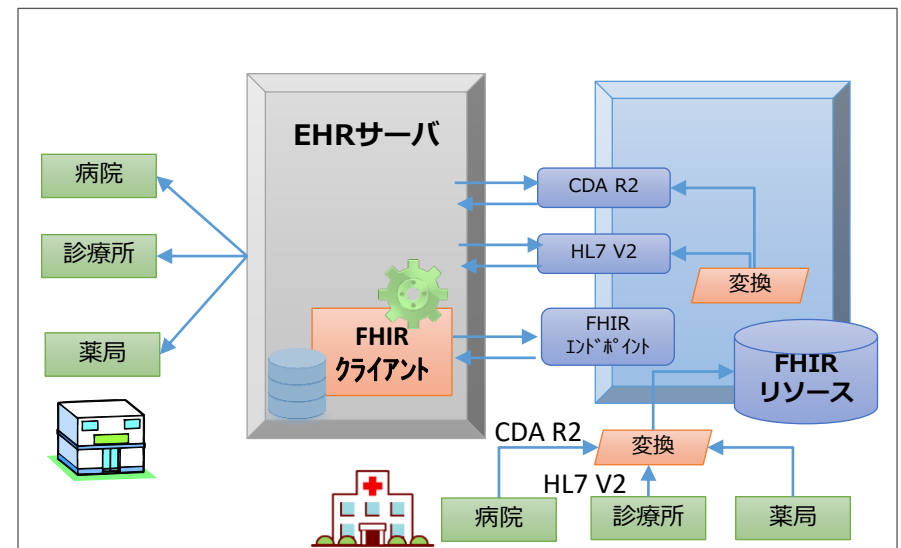 EHRサーバ
病院
診療所
薬局
CDA R2
HL7 V2
変換
FHIR
ｴﾝﾄﾞﾎﾟｲﾝﾄ
FHIR
クライアント
FHIR
リソース
CDA R2
変換
HL7 V2
病院
診療所
薬局